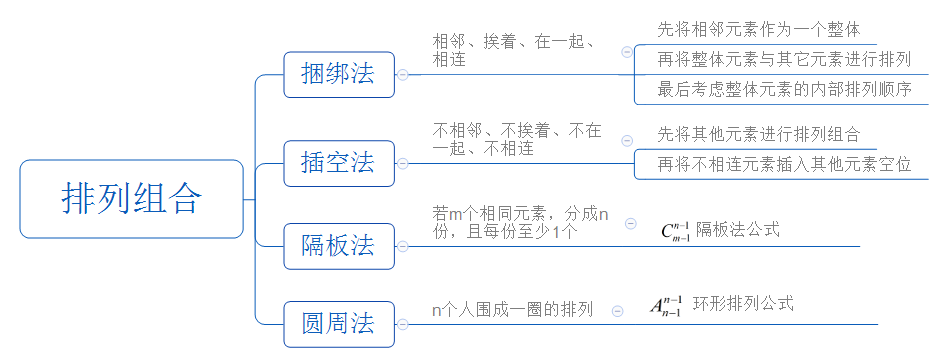 排列组合
捆绑法
相邻、挨着、在一起、
相连
先将相邻元素作为一个整体
再将整体元素与其它元素进行排列
最后考虑整体元素的内部排列顺序
插空法
不相邻、不挨着、不在
一起、不相连
先将其他元素进行排列组合
再将不相连元素插入其他元素空位
隔板法
若m个相同元素，分成n
份，且每份至少1个
$C_{m-1}^{n-1}$ 隔板法公式
圆周法
n个人围成一圈的排列
$A_{n-1}^{n-1}$ 环形排列公式